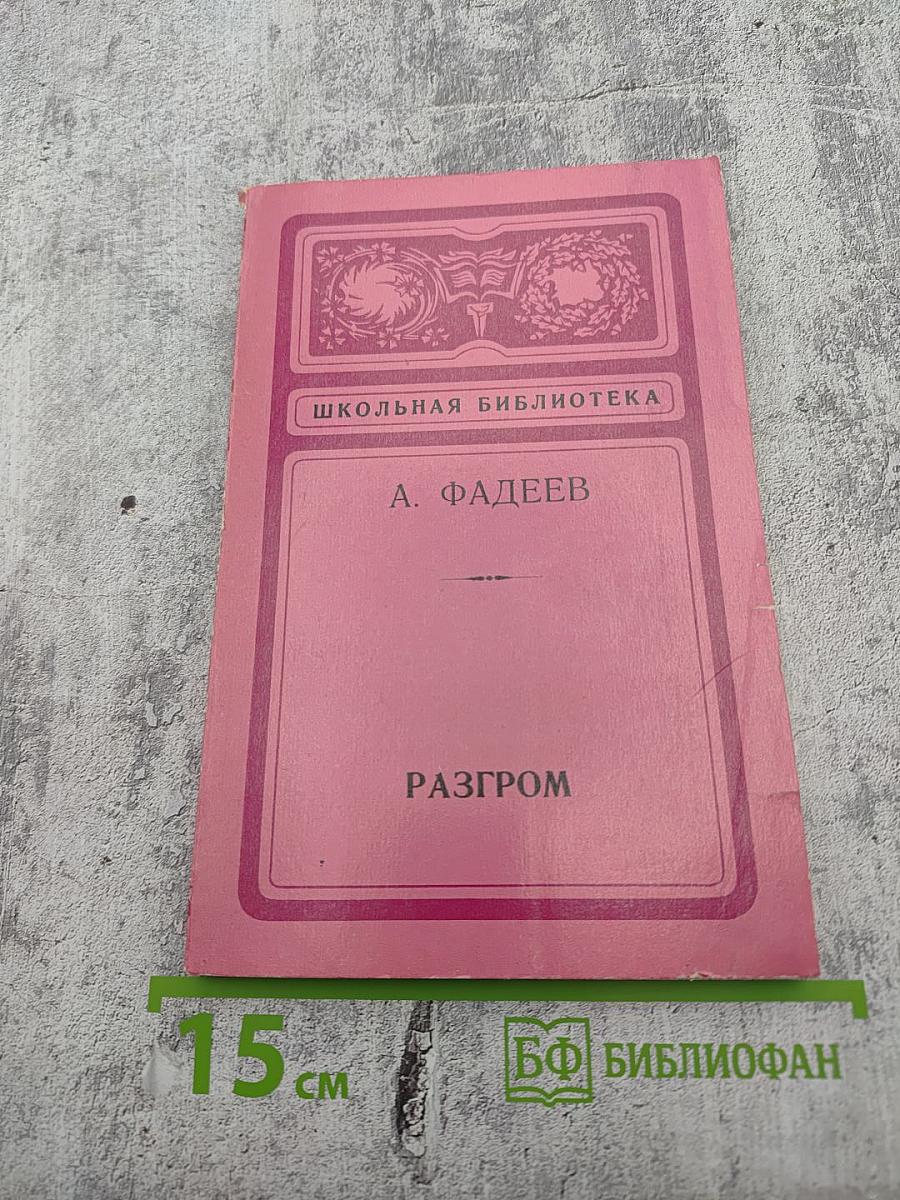 ШКОЛЬНАЯ БИБЛИОТЕКА
А. ФАДЕЕВ
РАЗГРОМ
15 см
БФ БИБЛИОФАН